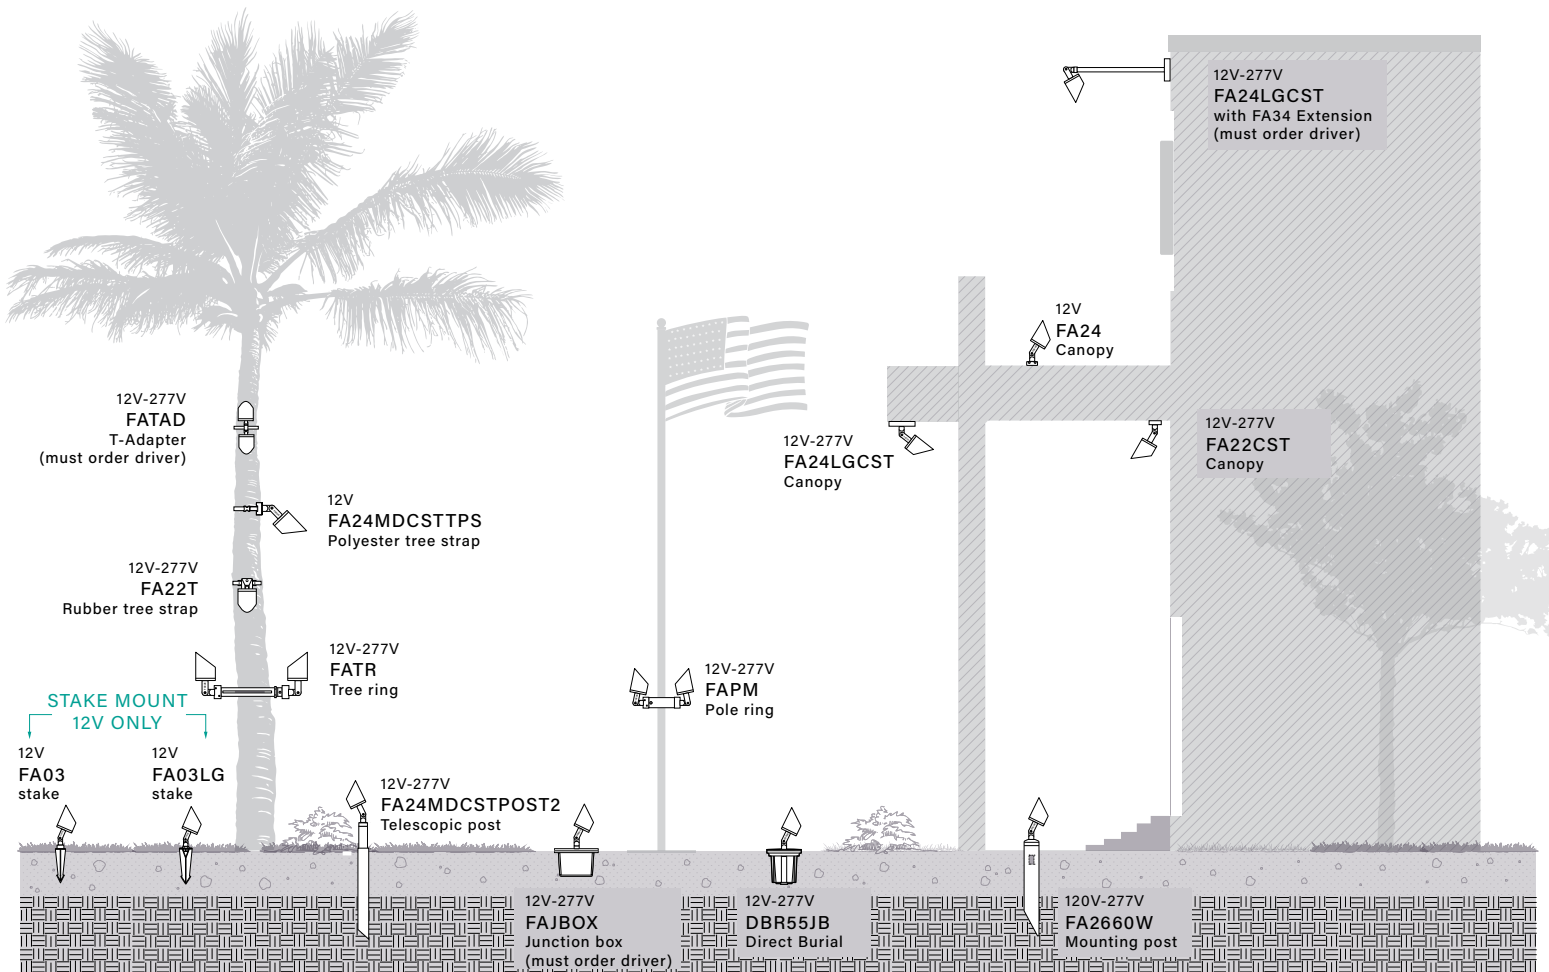 12V-277V
FA24LGCST
with FA34 Extension
(must order driver)
12V
FA24
Canopy
12V-277V
FATAD
T-Adapter
(must order driver)
12V-277V
FA24LGCST
Canopy
12V-277V
FA22CST
Canopy
12V
FA24MDCSTTPS
Polyester tree strap
12V-277V
FA22T
Rubber tree strap
12V-277V
FATR
Tree ring
12V-277V
FAPM
Pole ring
STAKE MOUNT
12V ONLY
12V
FA03
stake
12V
FA03LG
stake
12V-277V
FA24MDCSTPOST2
Telescopic post
12V-277V
FAJBOX
Junction box
(must order driver)
12V-277V
DBR55JB
Direct Burial
120V-277V
FA2660W
Mounting post